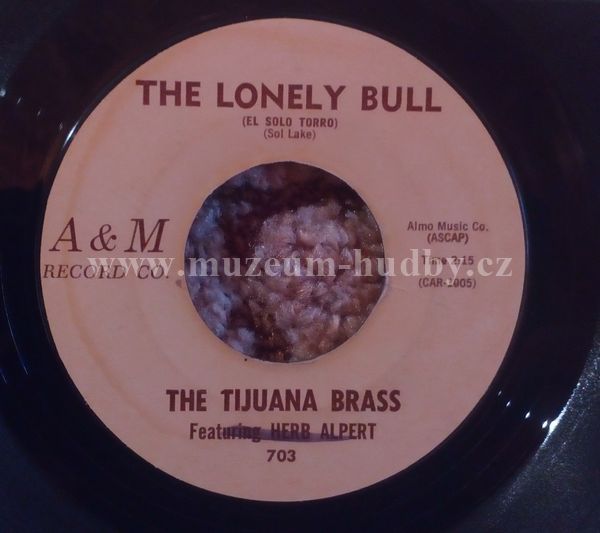 THE LONELY BULL
(EL SOLO TORRO)
(Sol Lake)
A & M
RECORD CO.
Almo Music Co.
(ASCAP)
Time 2:15
(CAR-2005)
www.muzeum-hudby.cz
THE TIJUANA BRASS
Featuring HERB ALPERT
703